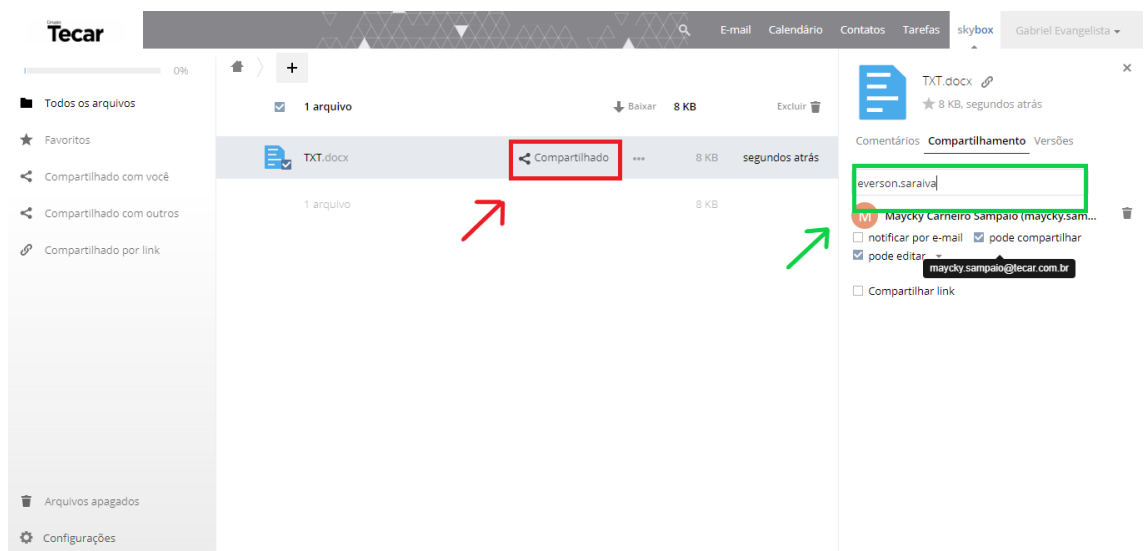 Grupo
Tecar
E-mail Calendário Contatos Tarefas skybox Gabriel Evangelista
0%
Todos os arquivos
Favoritos
Compartilhado com você
Compartilhado com outros
Compartilhado por link
Arquivos apagados
Configurações
+
1 arquivo Baixar 8 KB Excluir
TXT.docx Compartilhado ... 8 KB segundos atrás
1 arquivo 8 KB
TXT.docx
8 KB, segundos atrás
Comentários Compartilhamento Versões
everson.saraiva
M Maycky Carneiro Sampaio (maycky.sam...
notificar por e-mail pode compartilhar
pode editar
maycky.sampaio@tecar.com.br
Compartilhar link